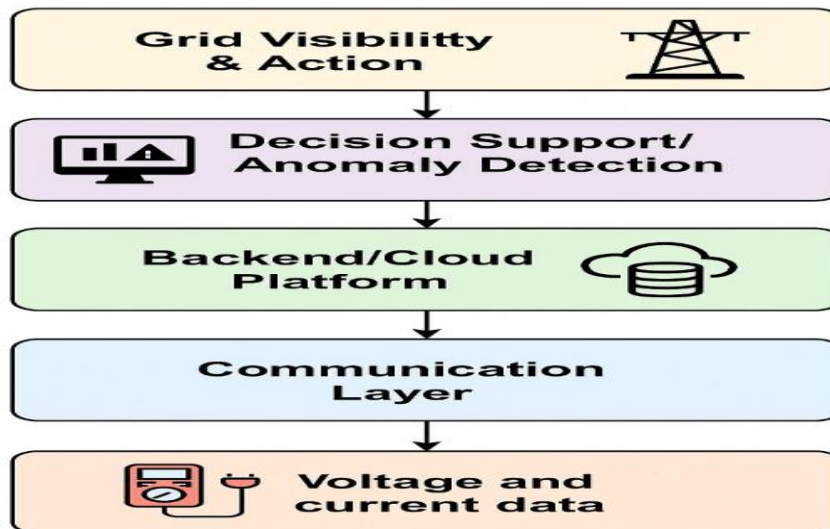 Grid Visibilitty
& Action
Decision Support/
Anomaly Detection
Backend/Cloud
Platform
Communication
Layer
Voltage and
current data